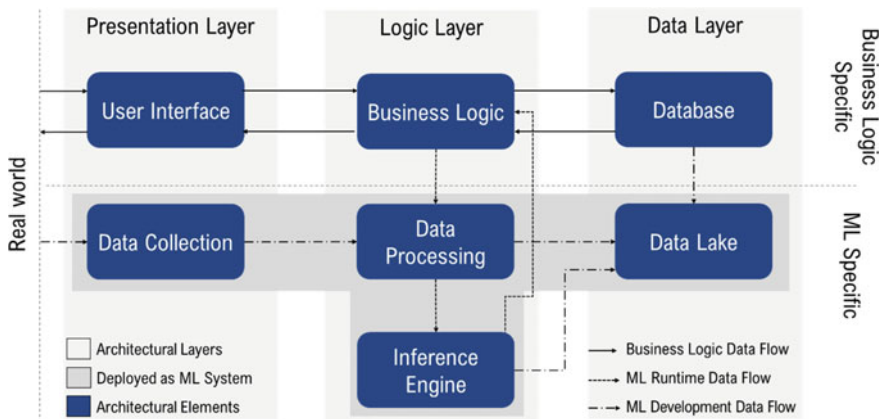 Presentation Layer
Logic Layer
Data Layer
User Interface
Business Logic
Database
Business Logic
Specific
Real world
Data Collection
Data
Processing
Data Lake
ML Specific
Inference
Engine
Architectural Layers
Deployed as ML System
Architectural Elements
Business Logic Data Flow
ML Runtime Data Flow
ML Development Data Flow